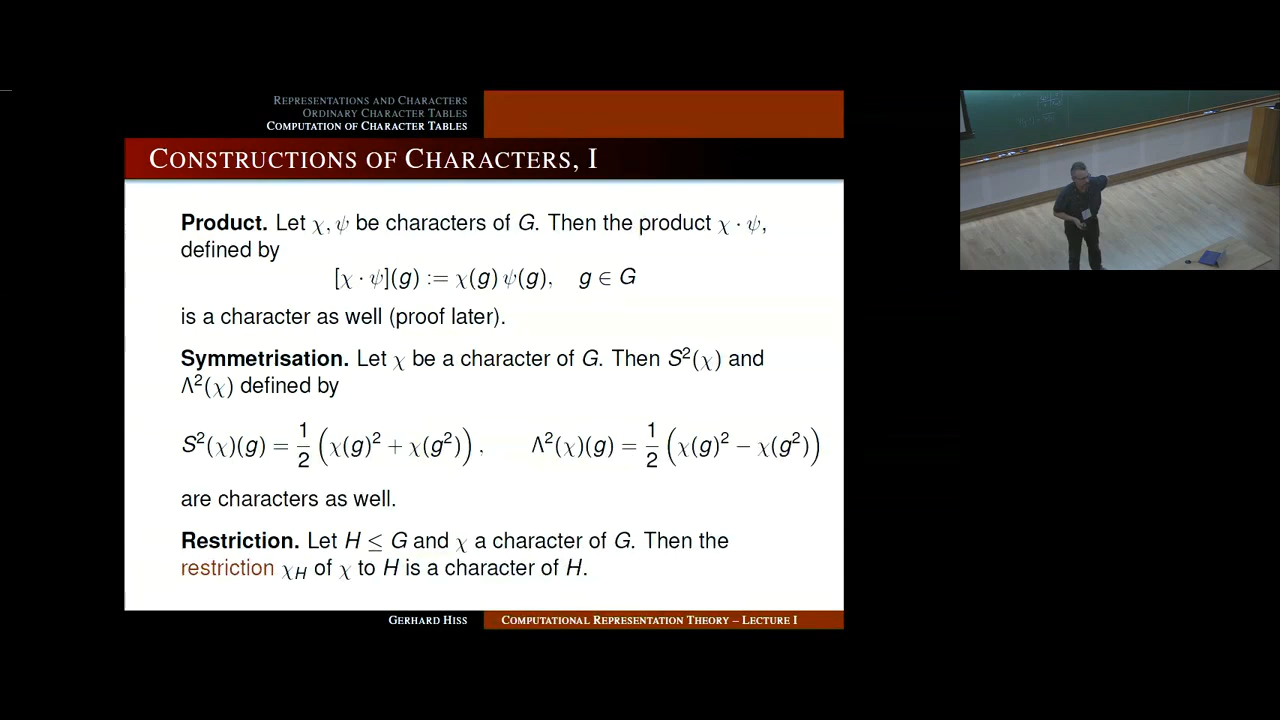 REPRESENTATIONS AND CHARACTERS
ORDINARY CHARACTER TABLES
COMPUTATION OF CHARACTER TABLES
CONSTRUCTIONS OF CHARACTERS, I
Product. Let χ, ψ be characters of G. Then the product χ · ψ,
defined by
[χ · ψ](g) := χ(g) ψ(g), g ∈ G
is a character as well (proof later).
Symmetrisation. Let χ be a character of G. Then S²(χ) and
Λ²(χ) defined by
S²(χ)(g) = 1/2 (χ(g)² + χ(g²)), Λ²(χ)(g) = 1/2 (χ(g)² − χ(g²))
are characters as well.
Restriction. Let H ≤ G and χ a character of G. Then the
restriction χ_H of χ to H is a character of H.
GERHARD HISS COMPUTATIONAL REPRESENTATION THEORY – LECTURE I